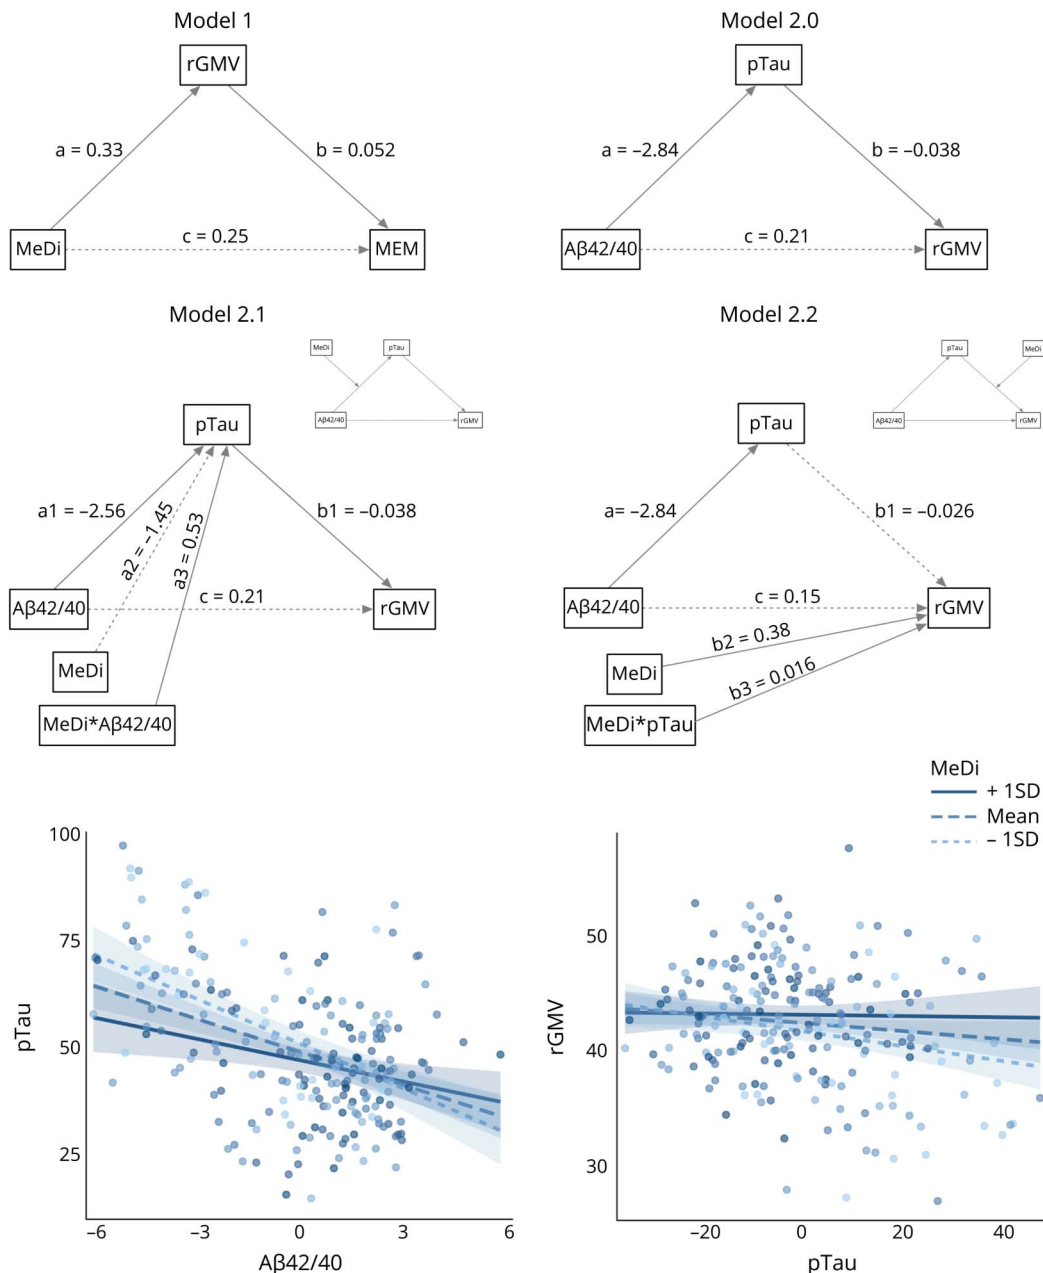 Model 1
rGMV
a = 0.33
b = 0.052
c = 0.25
MeDi
MEM
Model 2.0
pTau
a = –2.84
b = –0.038
c = 0.21
Aβ42/40
rGMV
Model 2.1
MeDi
pTau
Aβ42/40
rGMV
pTau
a1 = –2.56
a2 = –1.45
a3 = 0.53
b1 = –0.038
c = 0.21
Aβ42/40
rGMV
MeDi
MeDi*Aβ42/40
Model 2.2
pTau
MeDi
Aβ42/40
rGMV
pTau
a= –2.84
b1 = –0.026
c = 0.15
Aβ42/40
rGMV
b2 = 0.38
MeDi
b3 = 0.016
MeDi*pTau
MeDi
+ 1SD
Mean
– 1SD
100
75
50
25
pTau
–6 –3 0 3 6
Aβ42/40
50
40
30
rGMV
–20 0 20 40
pTau